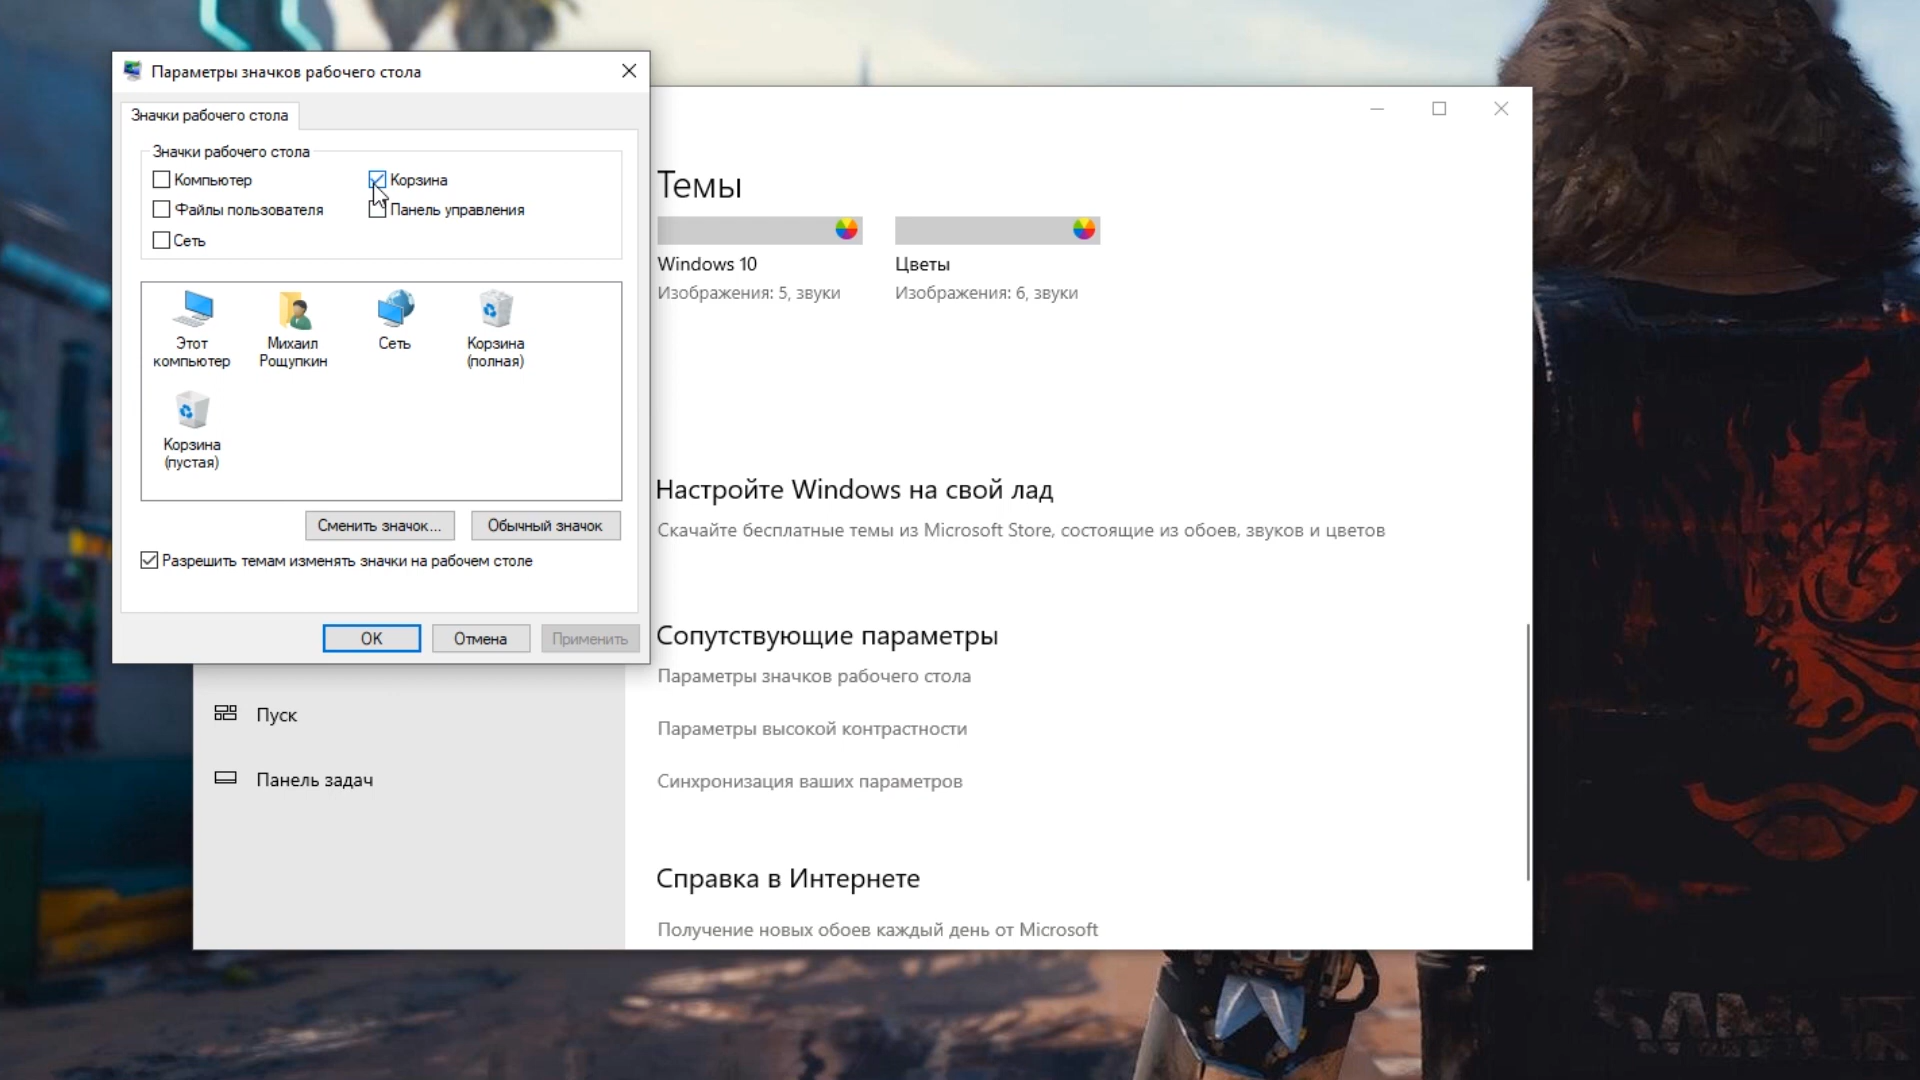 Параметры значков рабочего стола
Значки рабочего стола
Значки рабочего стола
Компьютер
Корзина
Файлы пользователя
Панель управления
Сеть
Этот компьютер
Михаил Рощупкин
Сеть
Корзина (полная)
Корзина (пустая)
Сменить значок...
Обычный значок
Разрешить темам изменять значки на рабочем столе
OK
Отмена
Применить
Пуск
Панель задач
Темы
Windows 10
Изображения: 5, звуки
Цветы
Изображения: 6, звуки
Настройте Windows на свой лад
Скачайте бесплатные темы из Microsoft Store, состоящие из обоев, звуков и цветов
Сопутствующие параметры
Параметры значков рабочего стола
Параметры высокой контрастности
Синхронизация ваших параметров
Справка в Интернете
Получение новых обоев каждый день от Microsoft